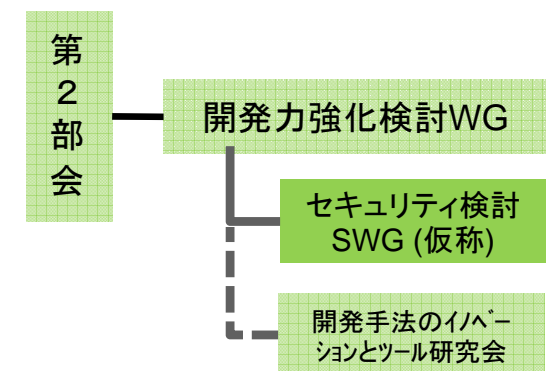 第２部会
開発力強化検討WG
セキュリティ検討
SWG (仮称)
開発手法のｲﾉﾍﾞｰ
ｼｮﾝとﾂｰﾙ研究会